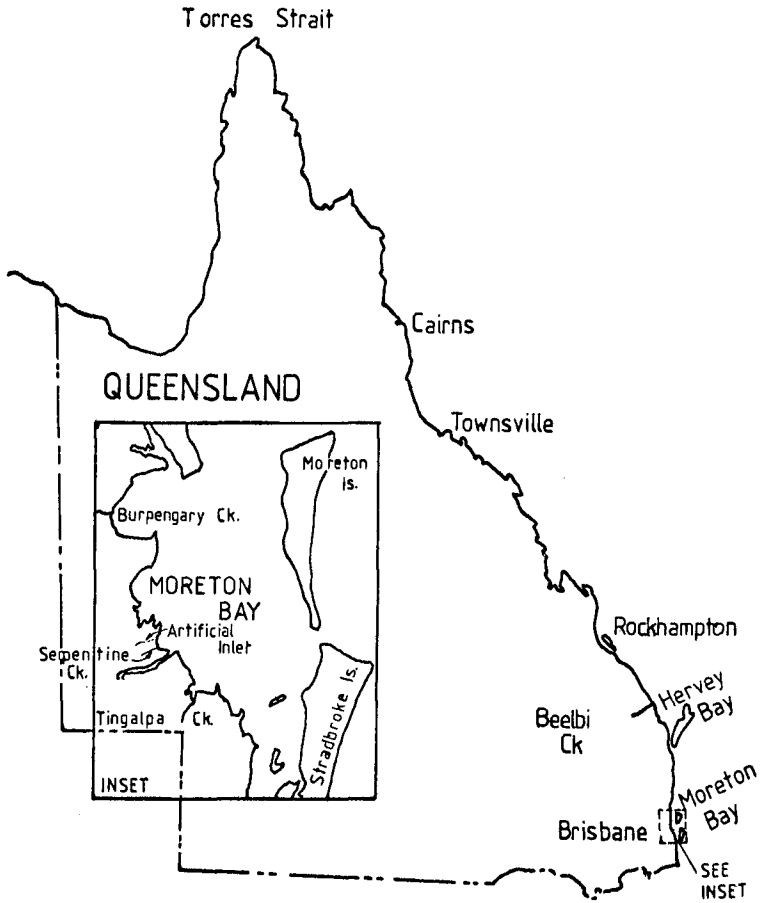 Torres Strait
Cairns
QUEENSLAND
Townsville
Moreton
Is.
Burpengary Ck.
MORETON
BAY
Artificial
Inlet
Serpentine
Ck.
Rockhampton
Stradbroke Is.
Hervey
Bay
Tingalpa Ck.
Beelbi
Ck
INSET
Moreton
Bay
Brisbane
SEE
INSET